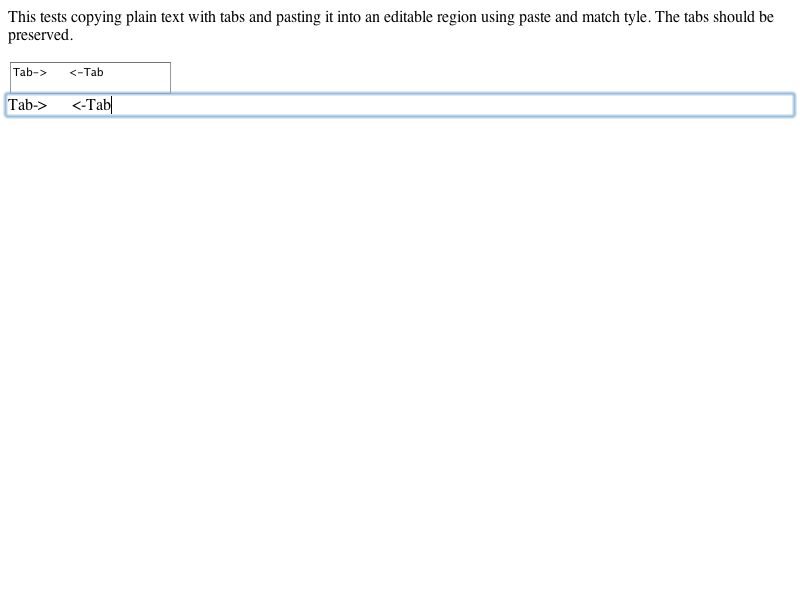 This tests copying plain text with tabs and pasting it into an editable region using paste and match tyle. The tabs should be
preserved.
Tab->	<-Tab
Tab->	<-Tab